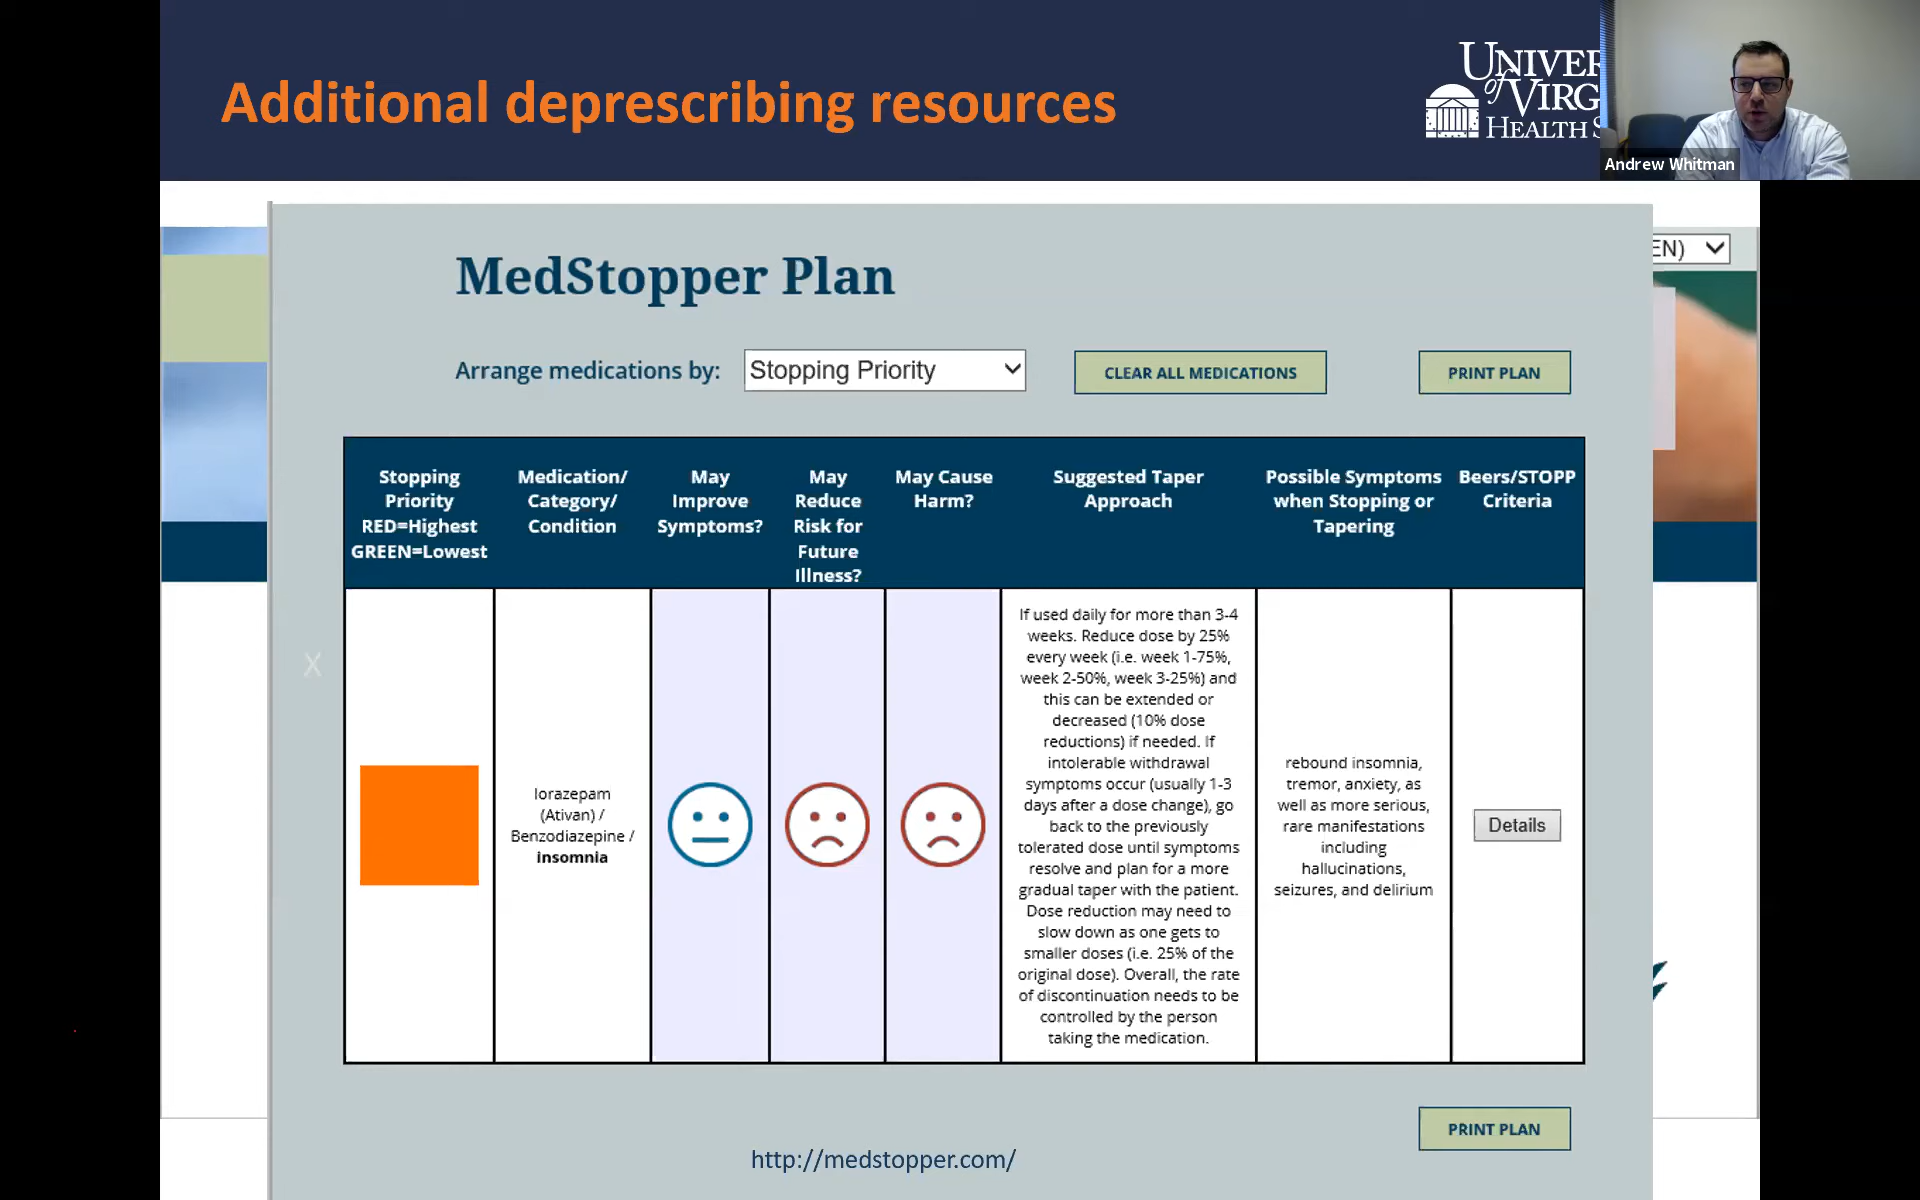 Additional deprescribing resources
UNIVER
of VIRG
HEALTH S
Andrew Whitman
EN)
MedStopper Plan
Arrange medications by:
Stopping Priority
CLEAR ALL MEDICATIONS
PRINT PLAN
Stopping
Priority
RED=Highest
GREEN=Lowest
Medication/
Category/
Condition
May
Improve
Symptoms?
May
Reduce
Risk for
Future
Illness?
May Cause
Harm?
Suggested Taper
Approach
Possible Symptoms
when Stopping or
Tapering
Beers/STOPP
Criteria
X
lorazepam
(Ativan) /
Benzodiazepine /
insomnia
If used daily for more than 3-4
weeks. Reduce dose by 25%
every week (i.e. week 1-75%,
week 2-50%, week 3-25%) and
this can be extended or
decreased (10% dose
reductions) if needed. If
intolerable withdrawal
symptoms occur (usually 1-3
days after a dose change), go
back to the previously
tolerated dose until symptoms
resolve and plan for a more
gradual taper with the patient.
Dose reduction may need to
slow down as one gets to
smaller doses (i.e. 25% of the
original dose). Overall, the rate
of discontinuation needs to be
controlled by the person
taking the medication.
rebound insomnia,
tremor, anxiety, as
well as more serious,
rare manifestations
including
hallucinations,
seizures, and delirium
Details
PRINT PLAN
http://medstopper.com/